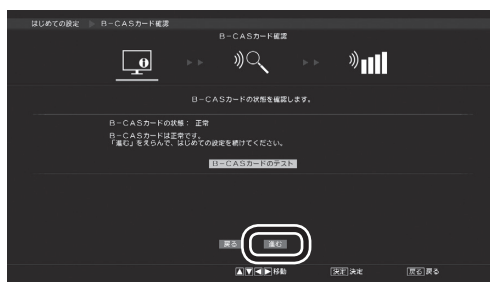 はじめての設定 ▶ B-CASカード確認
B-CASカード確認
B-CASカードの状態を確認します。
B-CASカードの状態： 正常
B-CASカードは正常です。
「進む」をえらんで、はじめての設定を続けてください。
B-CASカードのテスト
戻る 進む
▲▼◀▶移動 決定 決定 戻る 戻る